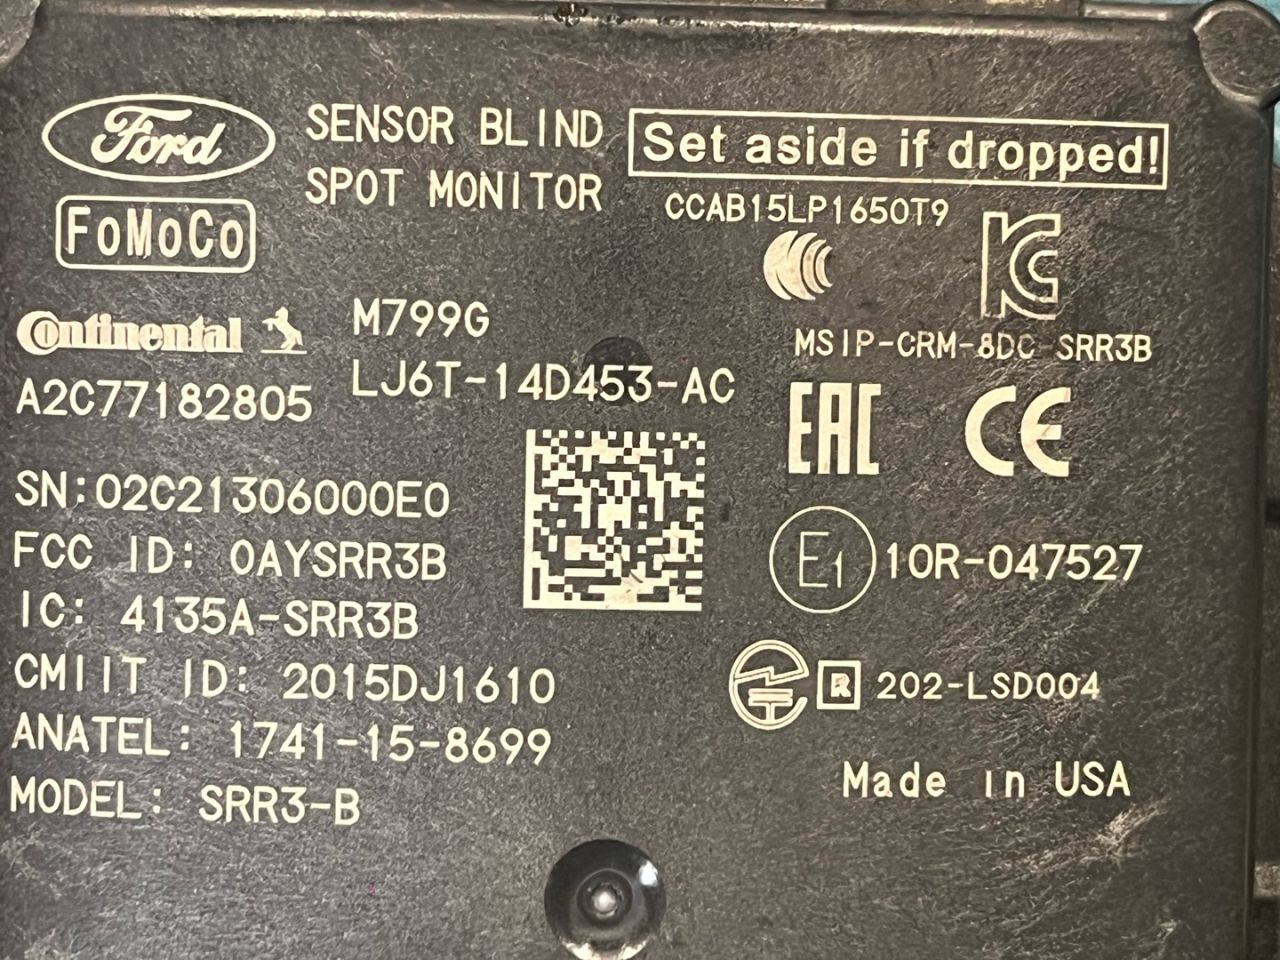 Ford
SENSOR BLIND
SPOT MONITOR
Set aside if dropped!
CCAB15LP1650T9
FoMoCo
Continental
M799G
MSIP-CRM-8DC-SRR3B
A2C77182805
LJ6T-14D453-AC
EAC
CE
SN:02C21306000E0
FCC ID: OAYSRR3B
E1
10R-047527
IC: 4135A-SRR3B
CMIIT ID: 2015DJ1610
R
202-LSD004
ANATEL: 1741-15-8699
Made in USA
MODEL: SRR3-B